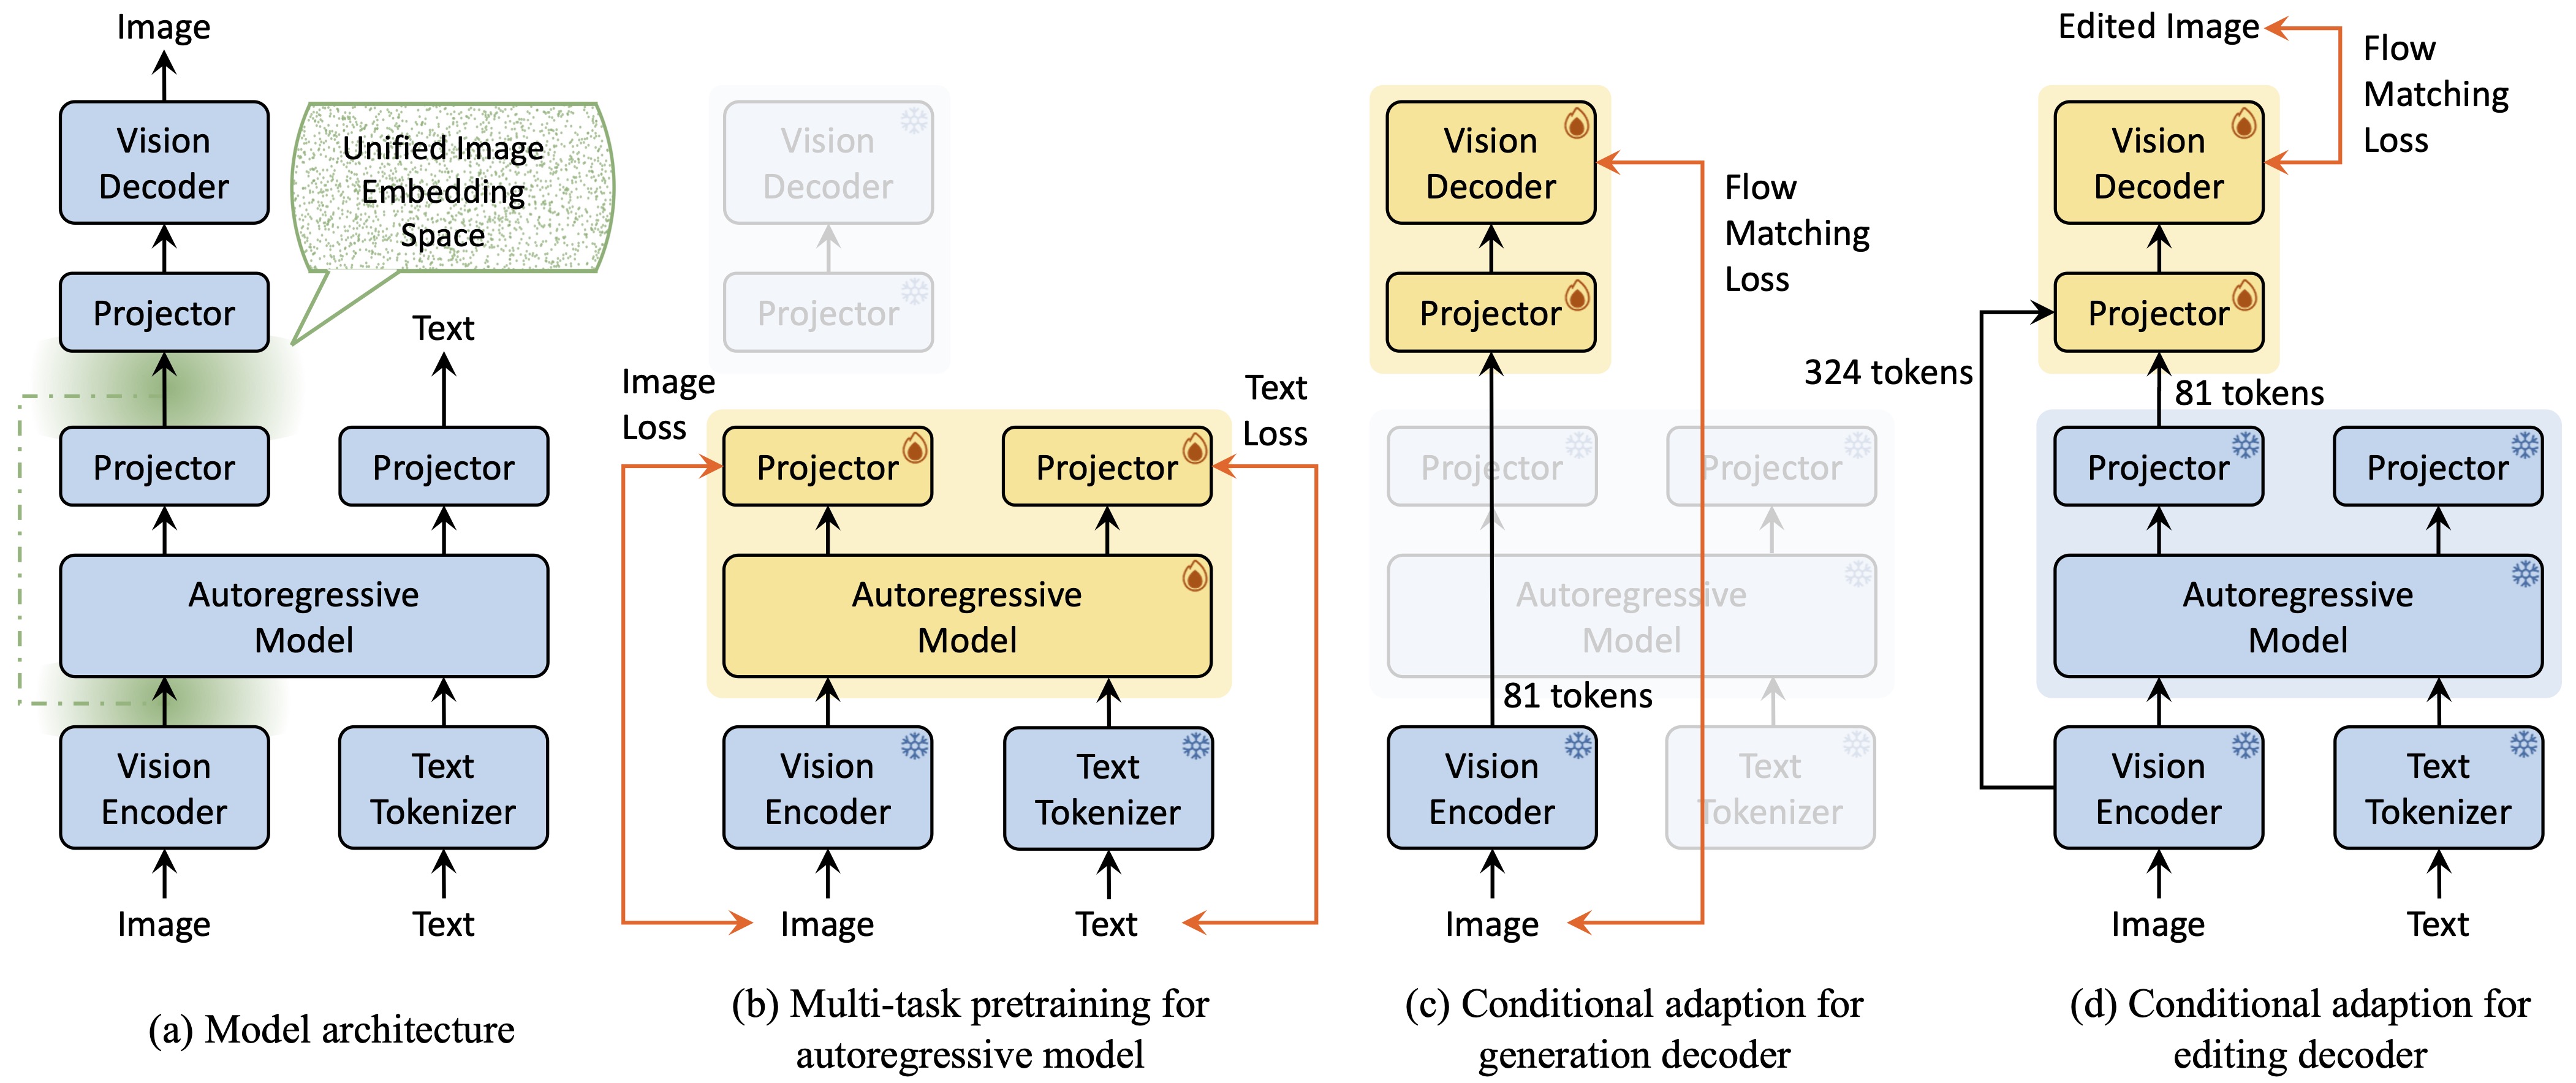 Image
Vision
Decoder
Unified Image
Embedding
Space
Projector
Text
Projector
Projector
Autoregressive
Model
Vision
Encoder
Text
Tokenizer
Image
Text
(a) Model architecture
Vision
Decoder
Projector
Image
Loss
Text
Loss
Projector
Projector
Autoregressive
Model
Vision
Encoder
Text
Tokenizer
Image
Text
(b) Multi-task pretraining for
autoregressive model
Vision
Decoder
Flow
Matching
Loss
Projector
Projector
Projector
Autoregressive
Model
81 tokens
Vision
Encoder
Text
Tokenizer
Image
(c) Conditional adaption for
generation decoder
Edited Image
Flow
Matching
Loss
Vision
Decoder
Projector
324 tokens
81 tokens
Projector
Projector
Autoregressive
Model
Vision
Encoder
Text
Tokenizer
Image
Text
(d) Conditional adaption for
editing decoder